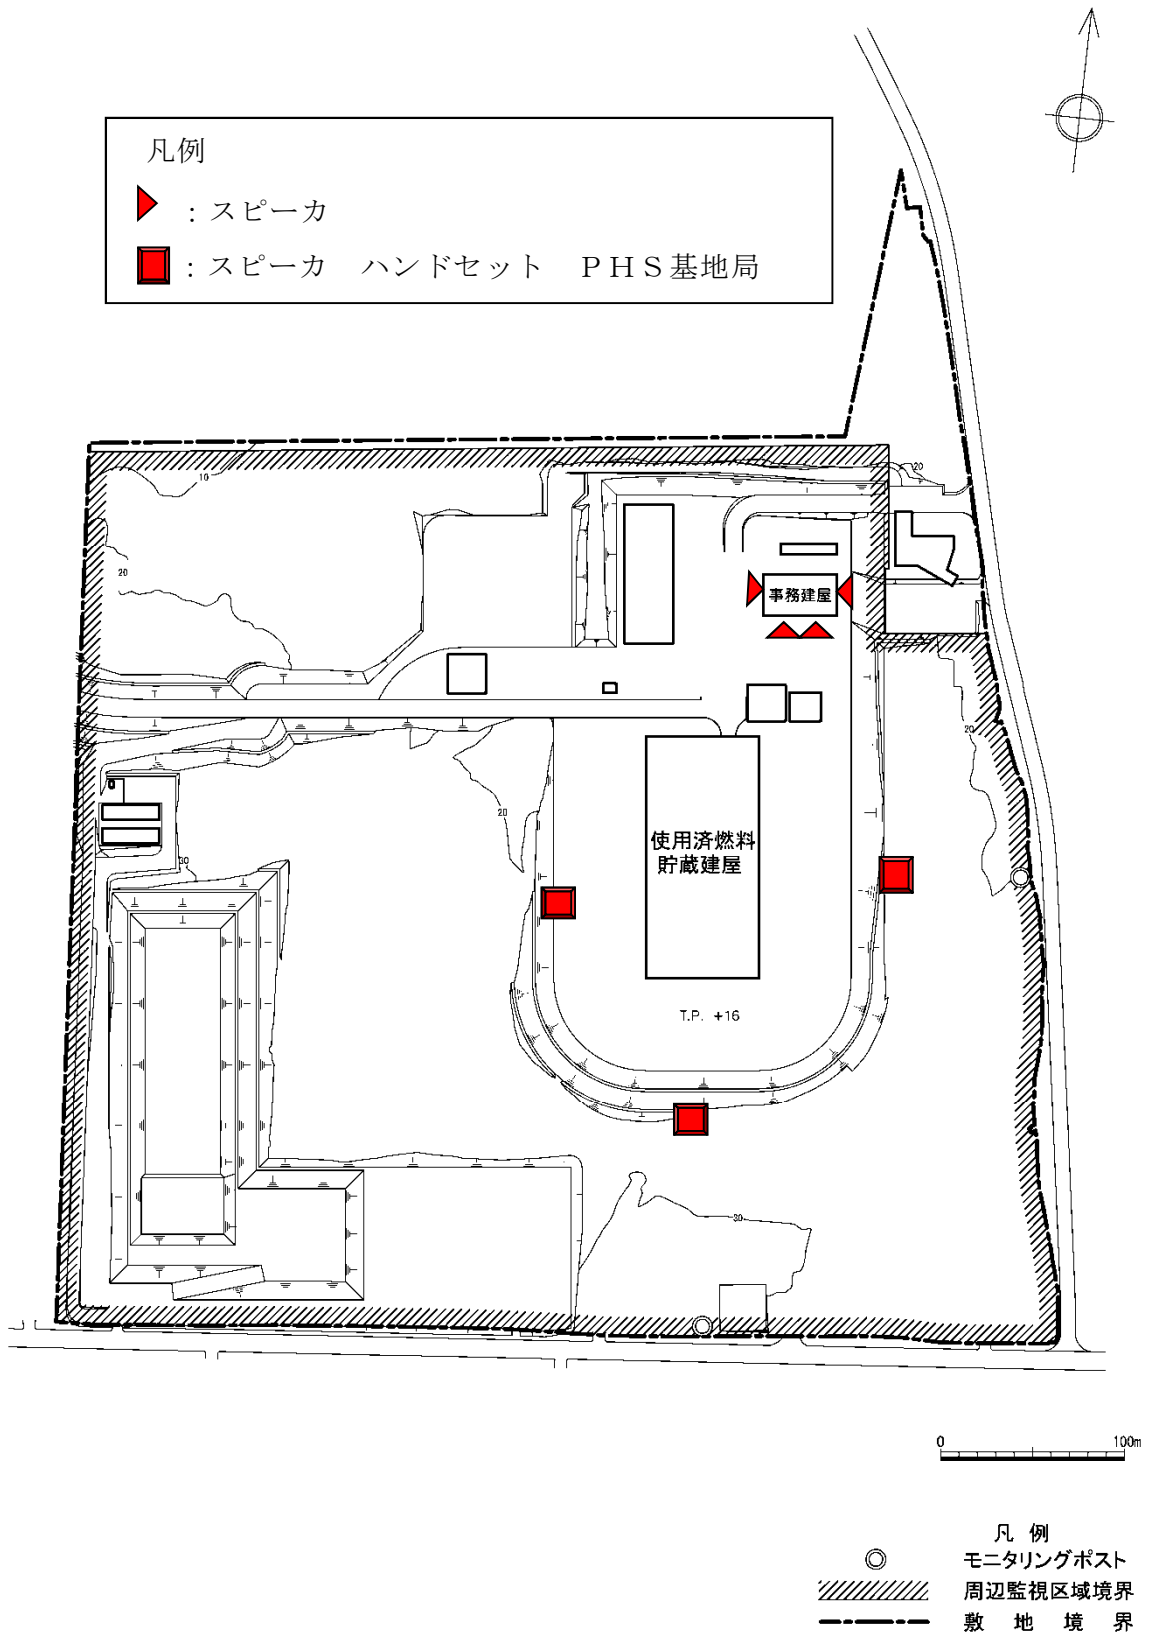 凡例
：スピーカ
：スピーカ　ハンドセット　ＰＨＳ基地局
10
20
20
事務建屋
20
20
使用済燃料
貯蔵建屋
30
T.P. +16
30
0 100m
凡 例
モニタリングポスト
周辺監視区域境界
敷 地 境 界